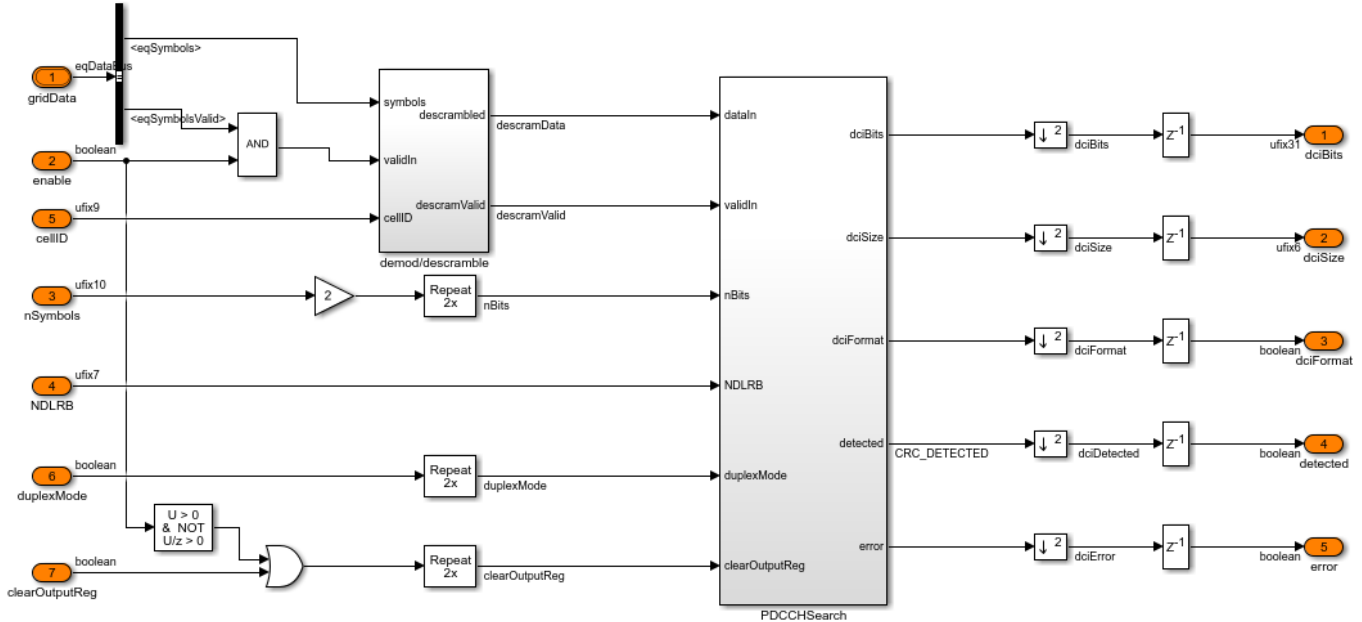 <eqSymbols>
1
eqDataBus
gridData
<eqSymbolsValid>
AND
2
boolean
enable
5
ufix9
cellID
symbols
descrambled
validIn
descramValid
cellID
demod/descramble
descramData
descramValid
3
ufix10
nSymbols
2
Repeat
2x
nBits
4
ufix7
NDLRB
6
boolean
duplexMode
Repeat
2x
duplexMode
U > 0
& NOT
U/z > 0
7
boolean
clearOutputReg
Repeat
2x
clearOutputReg
dataIn
validIn
nBits
NDLRB
duplexMode
clearOutputReg
dciBits
dciSize
dciFormat
detected
error
PDCCHSearch
CRC_DETECTED
↓ 2
dciBits
Z-1
ufix31
1
dciBits
↓ 2
dciSize
Z-1
ufix6
2
dciSize
↓ 2
dciFormat
Z-1
boolean
3
dciFormat
↓ 2
dciDetected
Z-1
boolean
4
detected
↓ 2
dciError
Z-1
boolean
5
error